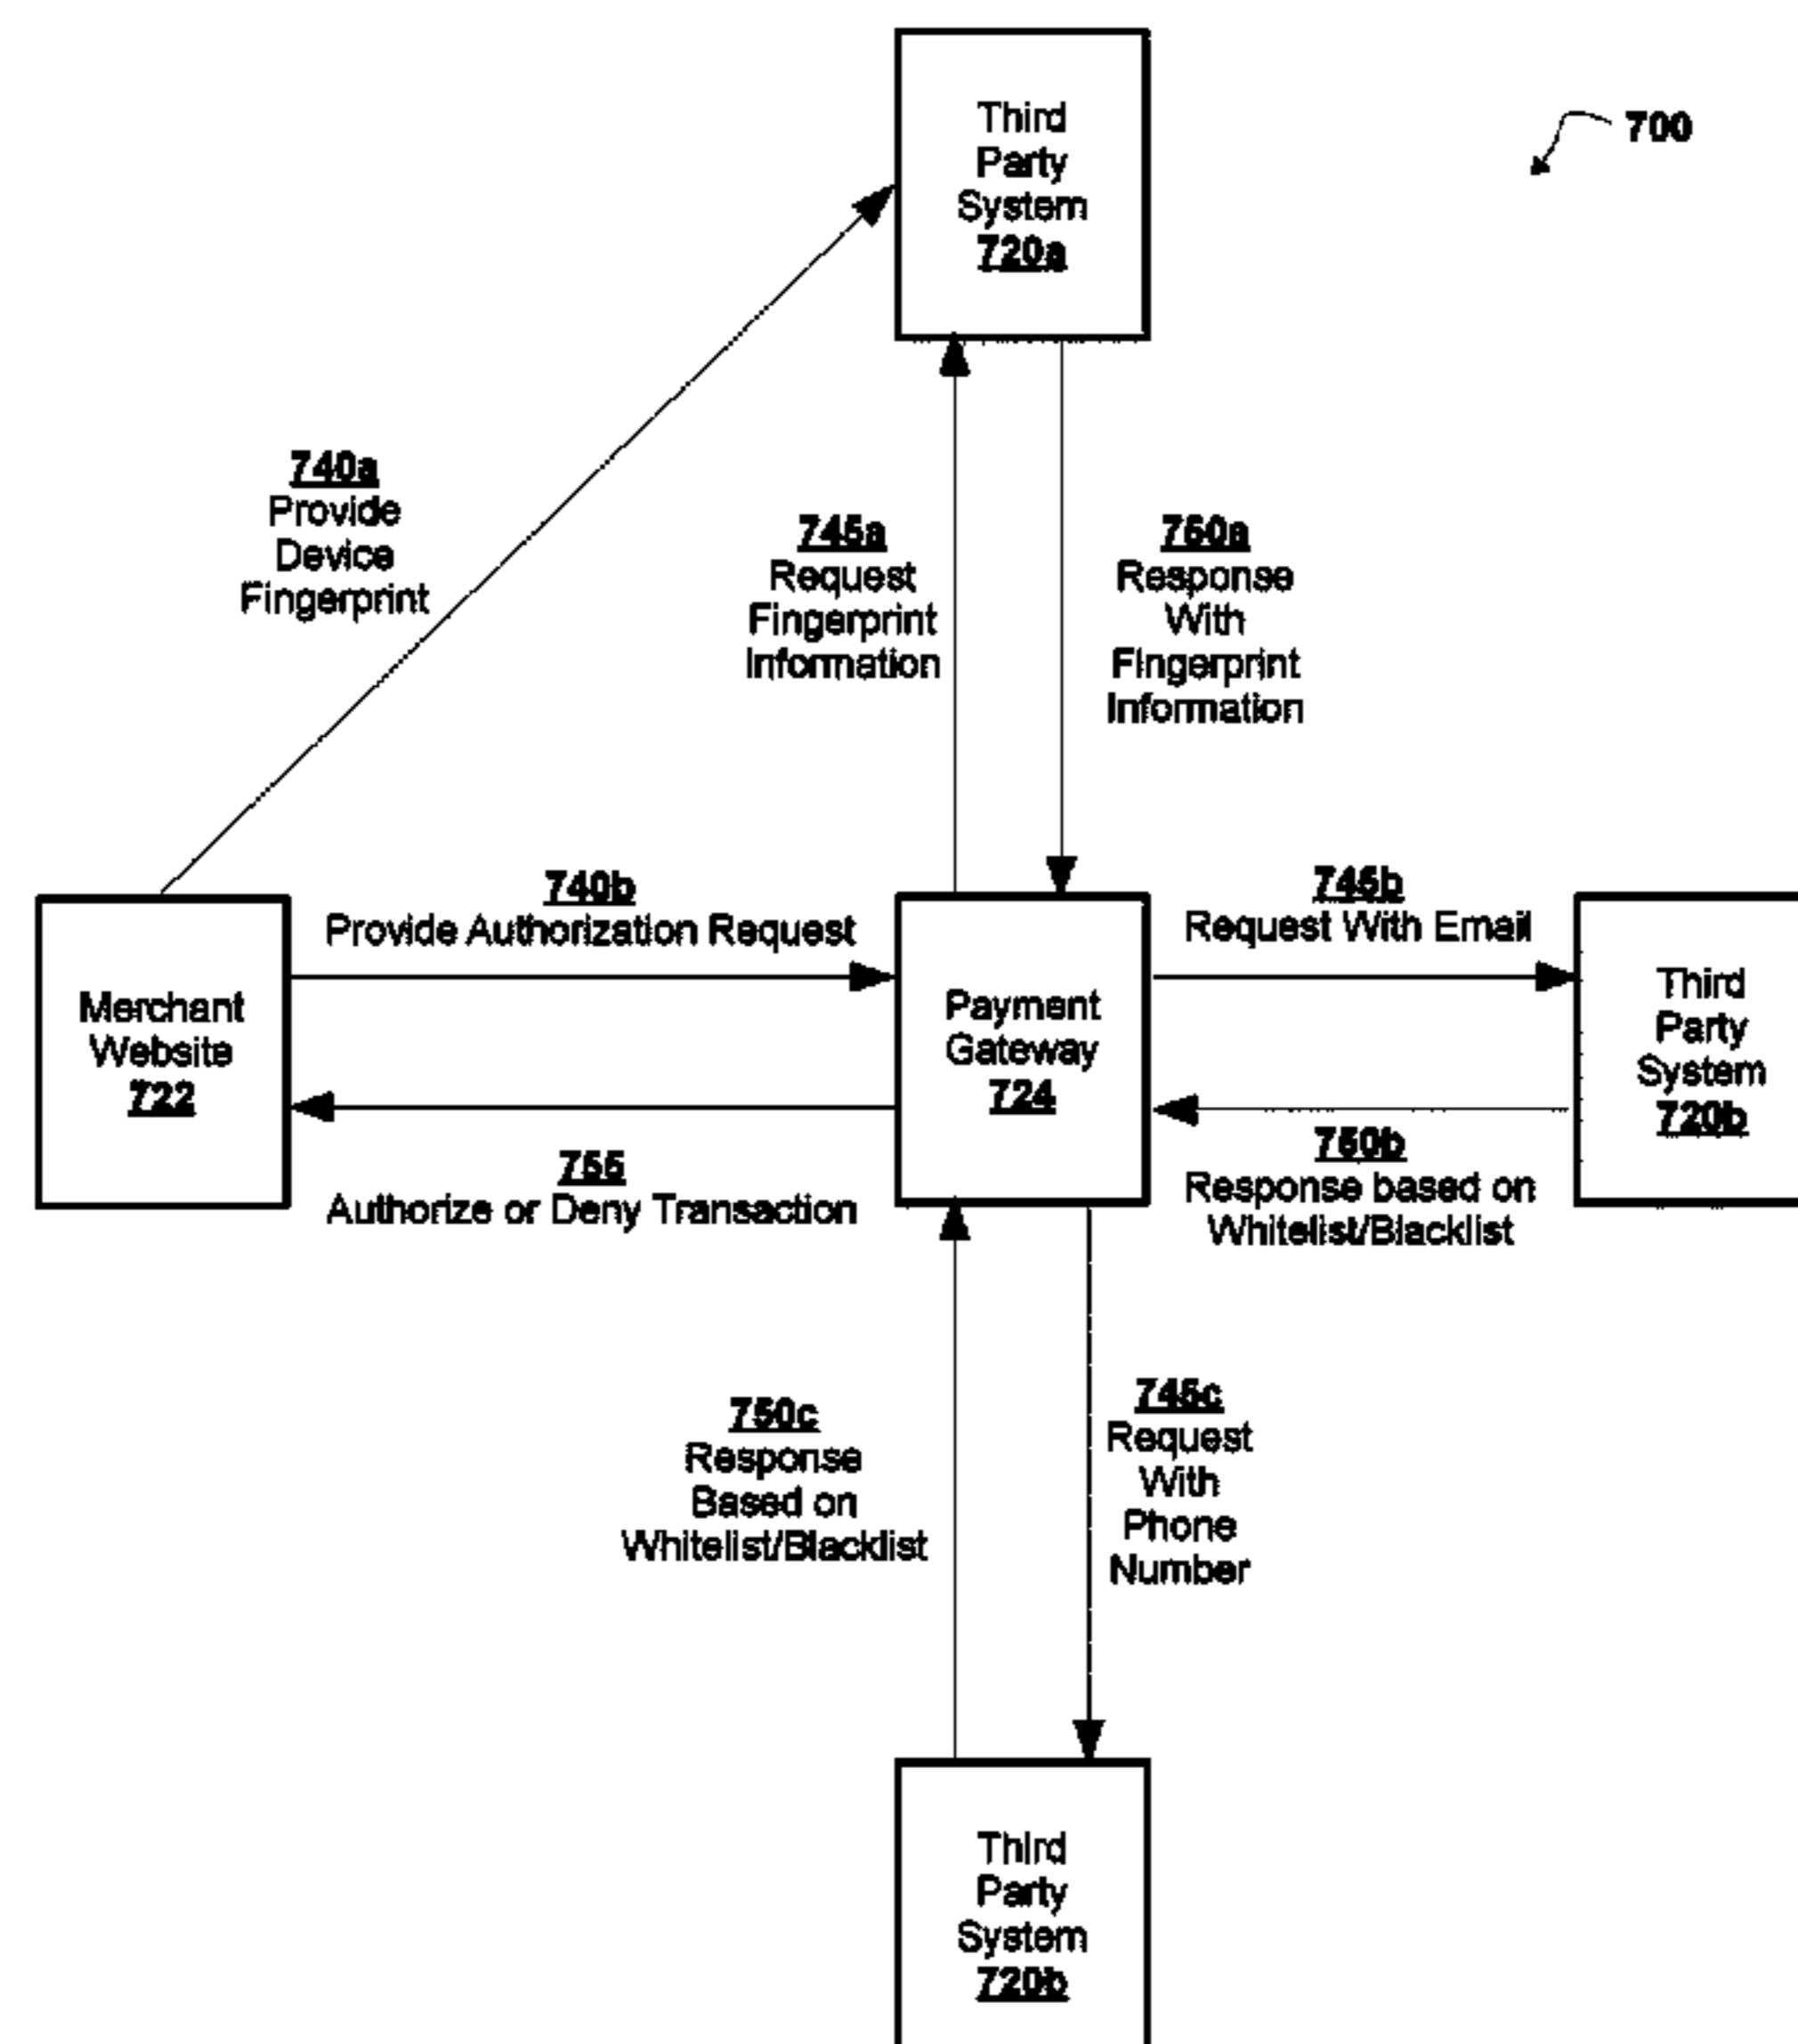 Third
Party
System
720a
700
740a
Provide
Device
Fingerprint
745a
Request
Fingerprint
Information
750a
Response
With
Fingerprint
Information
740b
Provide Authorization Request
745b
Request With Email
Merchant
Website
722
Payment
Gateway
724
Third
Party
System
720b
755
Authorize or Deny Transaction
750b
Response based on
Whitelist/Blacklist
750c
Response
Based on
Whitelist/Blacklist
745c
Request
With
Phone
Number
Third
Party
System
720b